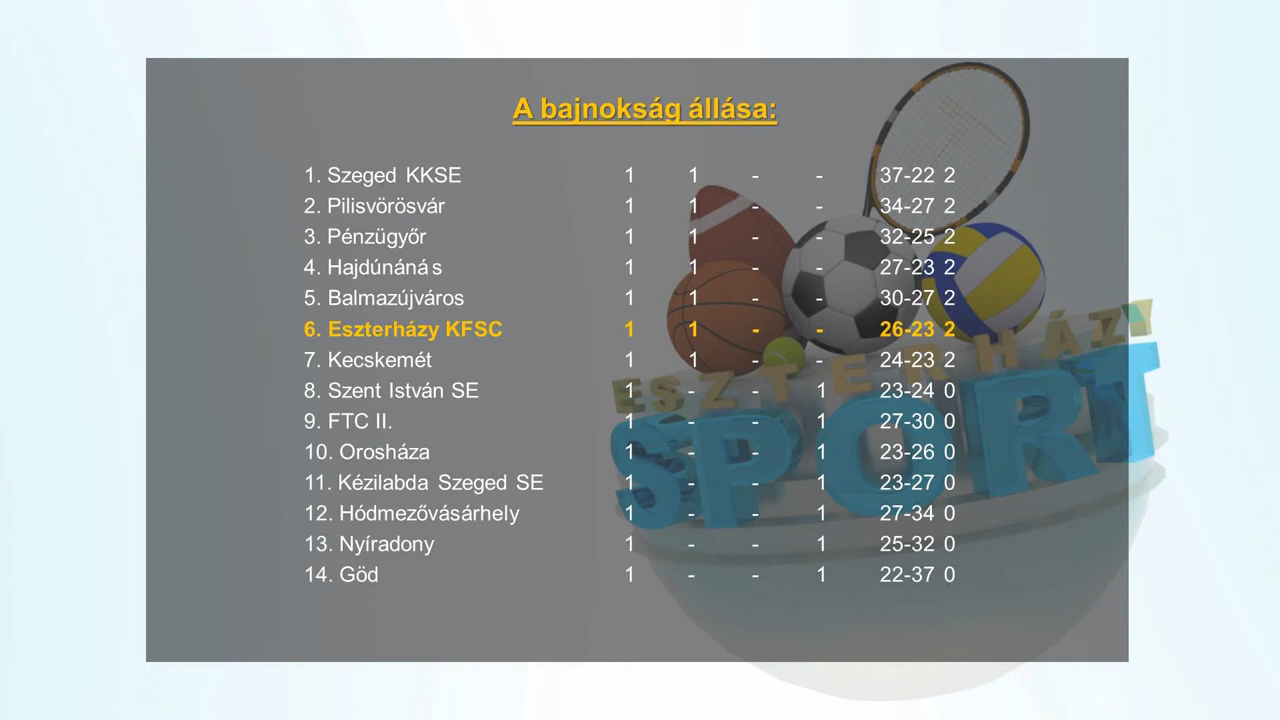 A bajnokság állása:
1. Szeged KKSE 1 1 - - 37-22 2
2. Pilisvörösvár 1 1 - - 34-27 2
3. Pénzügyőr 1 1 - - 32-25 2
4. Hajdúnánás 1 1 - - 27-23 2
5. Balmazújváros 1 1 - - 30-27 2
6. Eszterházy KFSC 1 1 - - 26-23 2
7. Kecskemét 1 1 - - 24-23 2
8. Szent István SE 1 - - 1 23-24 0
9. FTC II. 1 - - 1 27-30 0
10. Orosháza 1 - - 1 23-26 0
11. Kézilabda Szeged SE 1 - - 1 23-27 0
12. Hódmezővásárhely 1 - - 1 27-34 0
13. Nyíradony 1 - - 1 25-32 0
14. Göd 1 - - 1 22-37 0
ESZTERHÁZY
SPORT